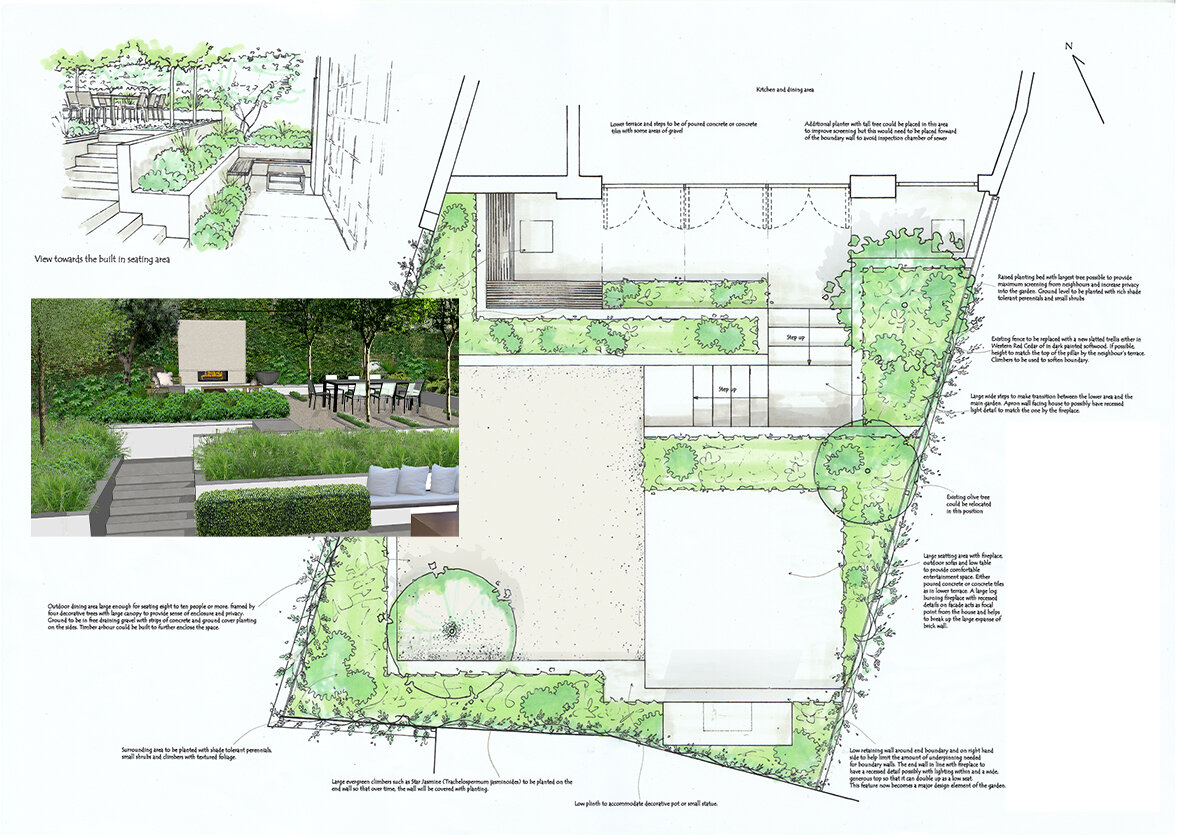 N
Kitchen and dining area
Lower terrace and steps to be of poured concrete or concrete
tiles with some areas of gravel
Additional planter with tall tree could be placed in this area
to improve screening but this would need to be placed forward
of the boundary wall to avoid inspection chamber of sewer
View towards the built in seating area
Raised planting bed with largest tree possible to provide
maximum screening from neighbours and increase privacy
into the garden. Ground level to be planted with rich shade
tolerant perennials and small shrubs
Step up
Existing fence to be replaced with a new slatted trellis either in
Western Red Cedar of in dark painted softwood. If possible,
height to match the top of the pillar by the neighbour's terrace.
Climbers to be used to soften boundary.
Step up
Large wide steps to make transition between the lower area and the
main garden. Apron wall facing house to possibly have recessed
light detail to match the one by the fireplace.
Existing olive tree
could be relocated
in this position
Large seatting area with fireplace,
outdoor sofas and low table
to provide comfortable
entertainment space. Either
poured concrete or concrete tiles
as in lower terrace. A large log
burning fireplace with recessed
details on facade acts as focal
point from the house and helps
to break up the large expanse of
brick wall.
Outdoor dining area large enough for seating eight to ten people or more, framed by
four decorative trees with large canopy to provide sense of enclosure and privacy.
Ground to be in free draining gravel with strips of concrete and ground cover planting
on the sides. Timber arbour could be built to further enclose the space.
Surrounding area to be planted with shade tolerant perennials,
small shrubs and climbers with textured foliage.
Large evergreen climbers such as Star Jasmine (Trachelospermum jasminoides) to be planted on the
end wall so that over time, the wall will be covered with planting.
Low plinth to accommodate decorative pot or small statue.
Low retaining wall around end boundary and on right hand
side to help limit the amount of underpinning needed
for boundary walls. The end wall in line with fireplace to
have a recessed detail possibly with lighting within and a wide,
generous top so that it can double up as a low seat.
This feature now becomes a major design element of the garden.